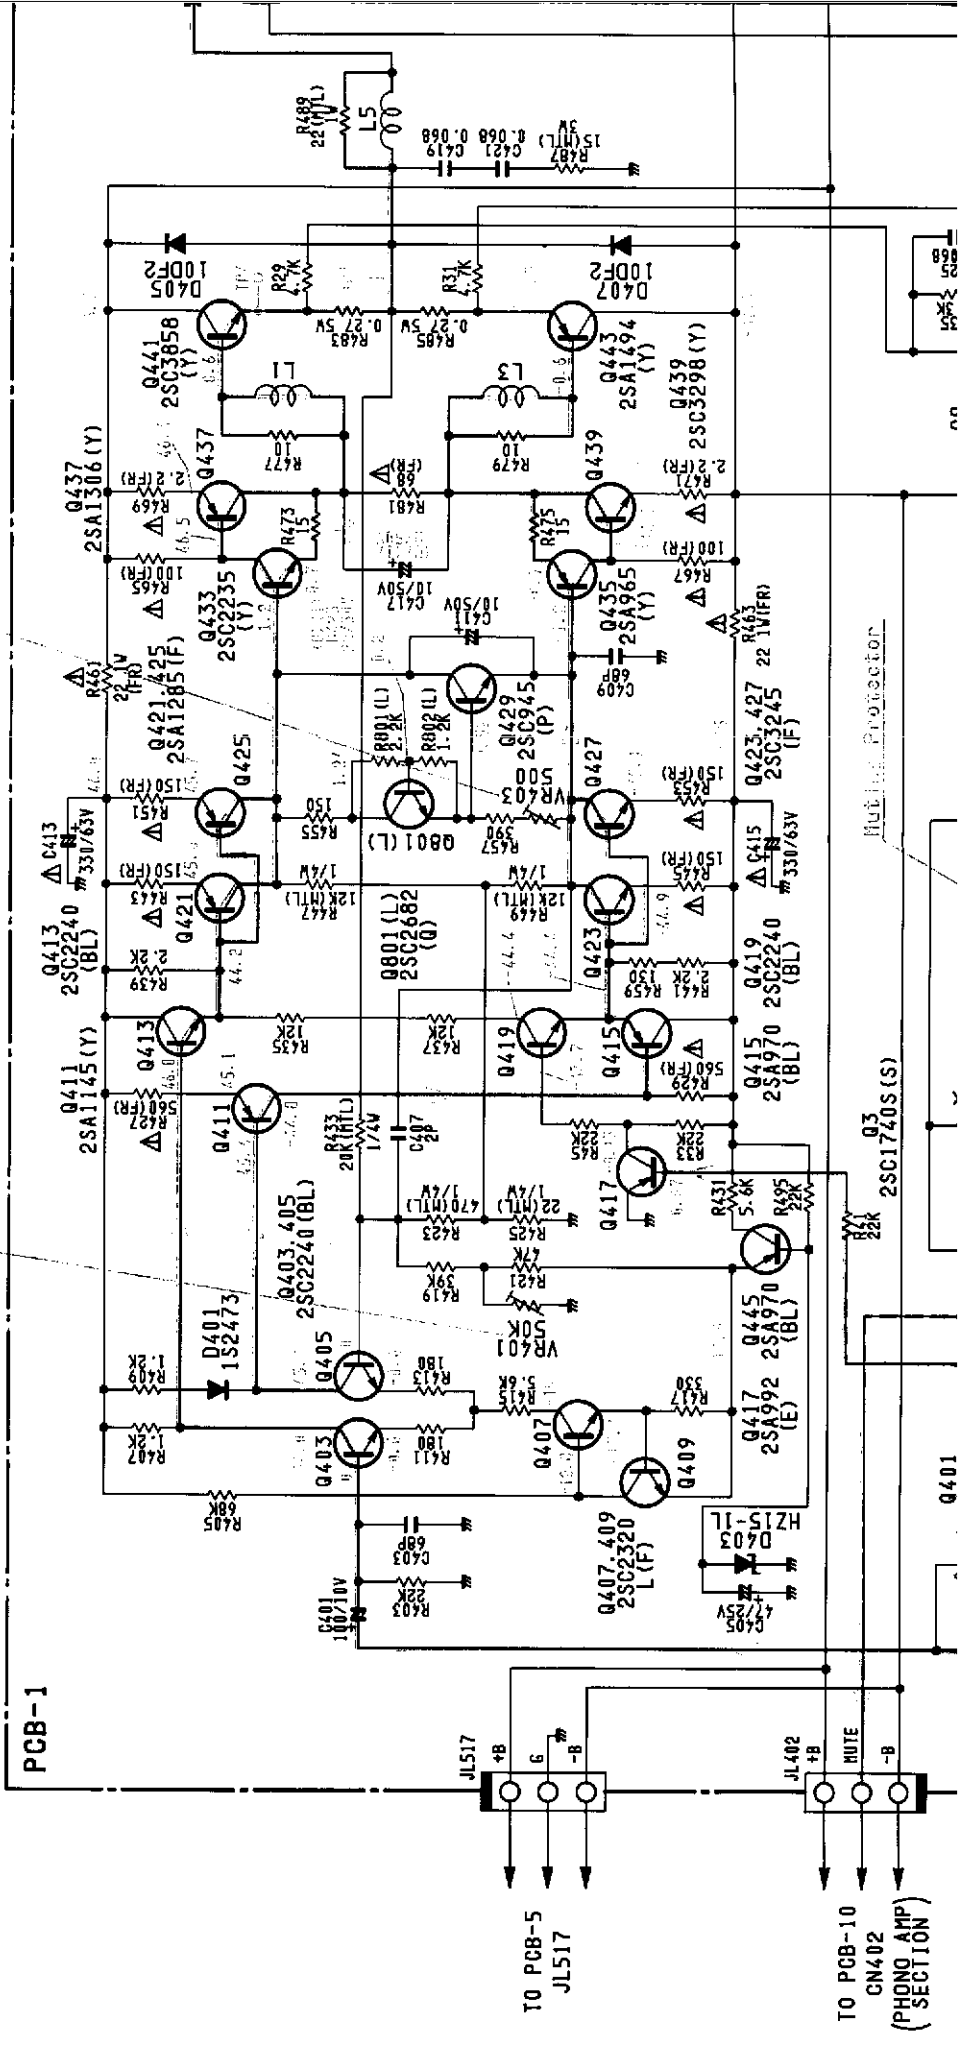 R489
22(MTL)
1W
L5
C419
0.068
C421
0.068
R487
15(MTL)
3W
D405
10DF2
R29
4.7K
R31
4.7K
D407
10DF2
Q441
2SC3858
(Y)
R483
0.27 5W
R485
0.27 5W
Q443
2SA1494
(Y)
L1
L3
Q439
2SC3298(Y)
R477
10
R479
10
Q437
2SA1306(Y)
Q437
Q439
R469
2.2(FR)
R481
68
(FR)
R471
2.2(FR)
46.5
R473
15
R475
15
R465
100(FR)
R467
100(FR)
Q433
2SC2235
(Y)
C417
10/50V
Q435
2SA965
(Y)
C411
10/50V
R463
22 1W(FR)
C409
68P
R461
22 1W
(FR)
Q421,425
2SA1285(F)
R801(L)
2.2K
R802(L)
1.2K
Q429
2SC945
(P)
Q423,427
2SC3245
(F)
Muting Protector
Q425
Q427
VR403
500
C413
330/63V
R451
150(FR)
R455
150
Q801(L)
R457
390
R453
150(FR)
C415
330/63V
R443
150(FR)
Q421
R447
12K(MTL)
1/4W
R449
12K(MTL)
1/4W
Q423
R445
150(FR)
Q413
2SC2240
(BL)
Q801(L)
2SC2682
(Q)
Q419
2SC2240
(BL)
R439
2.2K
44.2
44.9
R459
130
R441
2.2K
44.4
Q413
R435
12K
R437
12K
Q419
Q415
Q415
2SA970
(BL)
Q411
2SA1145(Y)
R427
560(FR)
Q411
45.1
R429
560(FR)
R433
20K(MTL)
1/4W
C407
2P
R45
22K
R33
22K
Q3
2SC1740S(S)
Q417
R431
5.6K
R495
22K
R41
22K
Q403,405
2SC2240(BL)
R423
470(MTL)
1/4W
R425
22(MTL)
1/4W
R419
39K
R421
47K
VR401
50K
Q445
2SA970
(BL)
D401
1S2473
R409
1.2K
Q405
R413
180
R415
5.6K
R417
330
Q417
2SA992
(E)
R407
1.2K
Q403
R411
180
Q407
Q409
R405
68K
Q401
C403
68P
Q407,409
2SC2320
L(F)
D403
HZ15-1L
C401
100/10V
R403
22K
C405
47/25V
PCB-1
JL517
+B
G
-B
JL402
+B
MUTE
-B
TO PCB-5
JL517
TO PCB-10
CN402
(PHONO AMP
SECTION)